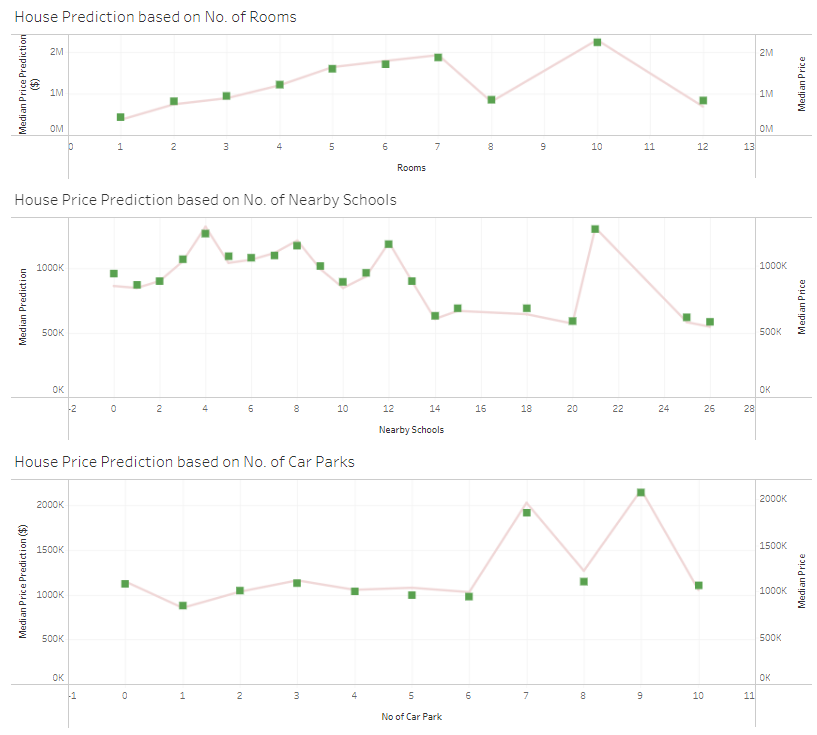 House Prediction based on No. of Rooms
Median Price Prediction
($)
2M
1M
0M
2M
1M
0M
Median Price
0 1 2 3 4 5 6 7 8 9 10 11 12 13
Rooms
House Price Prediction based on No. of Nearby Schools
Median Prediction
1000K
500K
0K
1000K
500K
0K
Median Price
-2 0 2 4 6 8 10 12 14 16 18 20 22 24 26 28
Nearby Schools
House Price Prediction based on No. of Car Parks
Median Price Prediction ($)
2000K
1500K
1000K
500K
0K
2000K
1500K
1000K
500K
0K
Median Price
-1 0 1 2 3 4 5 6 7 8 9 10 11
No of Car Park